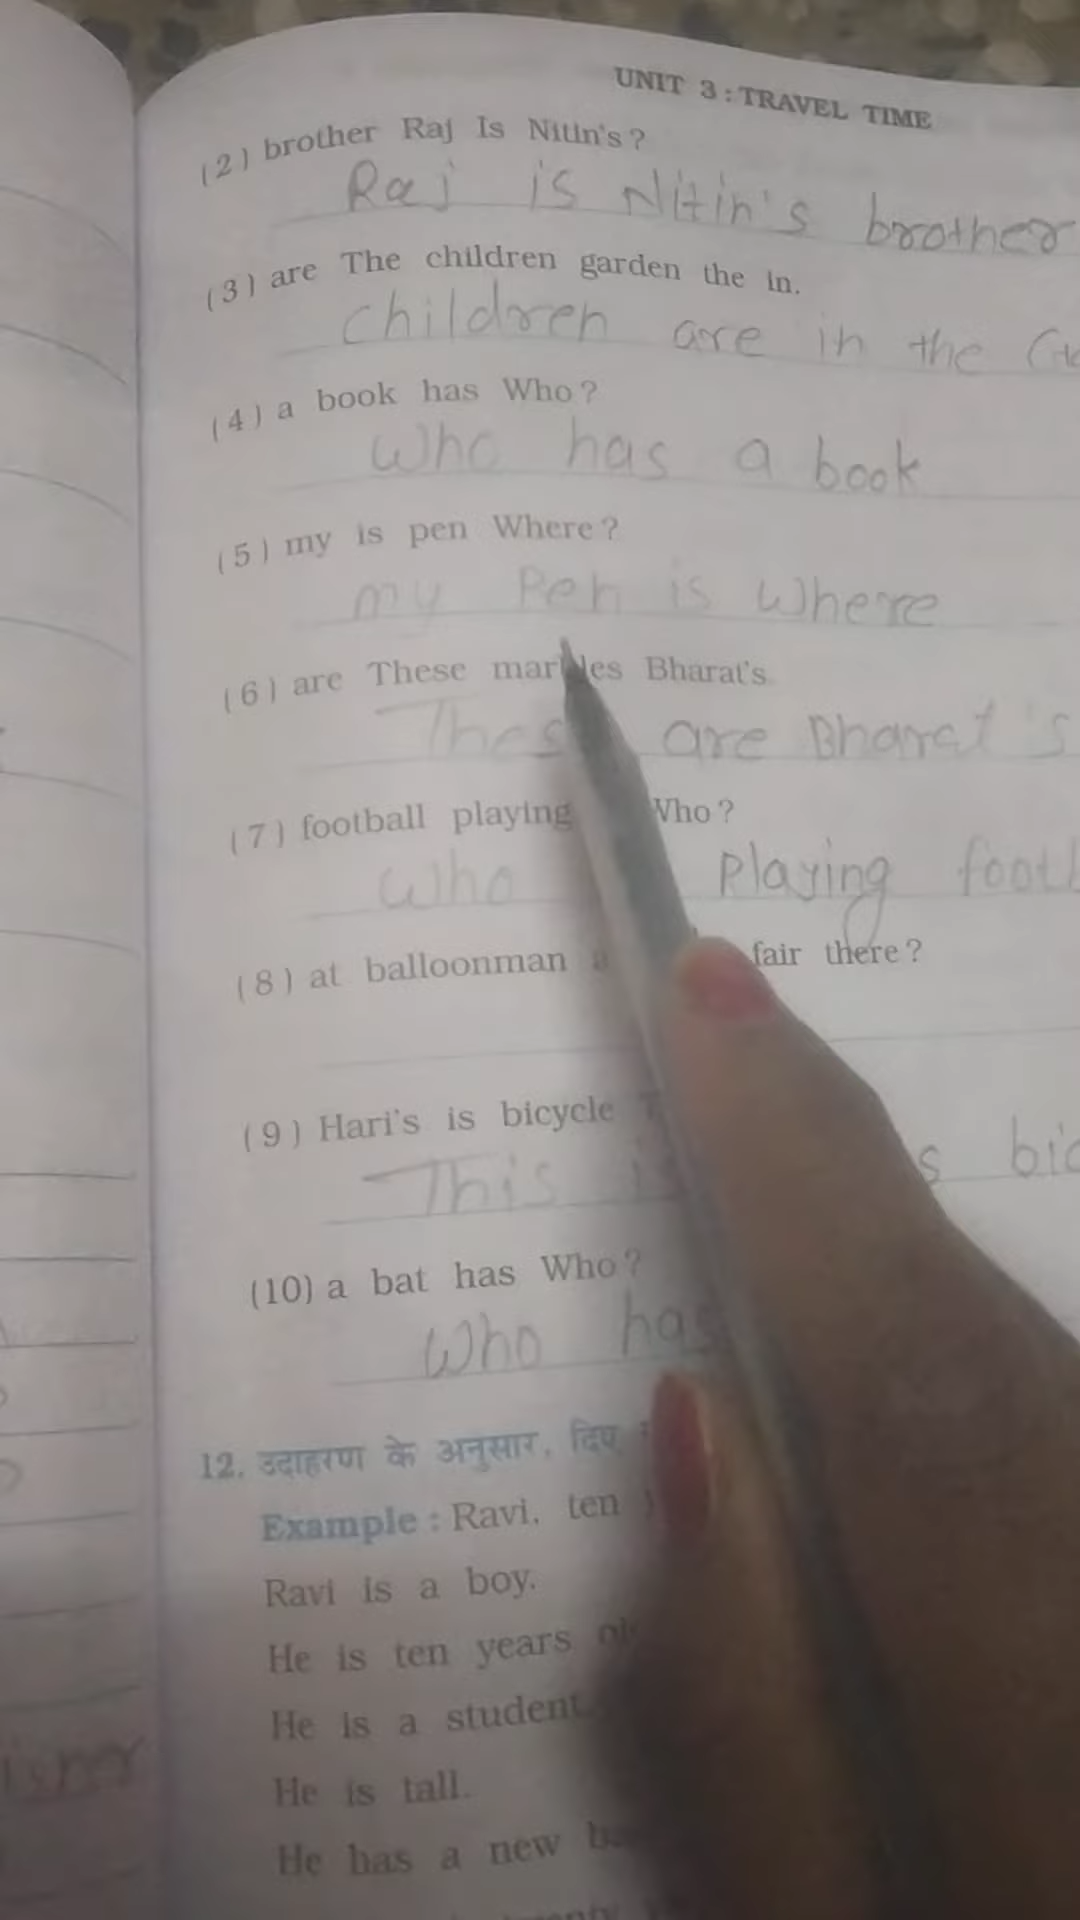 UNIT 3 : TRAVEL TIME
(2) brother Raj Is Nitin's?
Raj is Nitin's brother
(3) are The children garden the in.
children are in the
(4) a book has Who?
Who has a book
(5) my is pen Where?
my Pen is Where
(6) are These marbles Bharat's
These are Bharat's
(7) football playing Who?
Who Playing
(8) at balloonman fair there?
(9) Hari's is bicycle
This is
(10) a bat has Who?
Who has
12. उदाहरण के अनुसार, दिए
Example : Ravi, ten
Ravi is a boy.
He is ten years
He is a student
He is tall.
He has a new